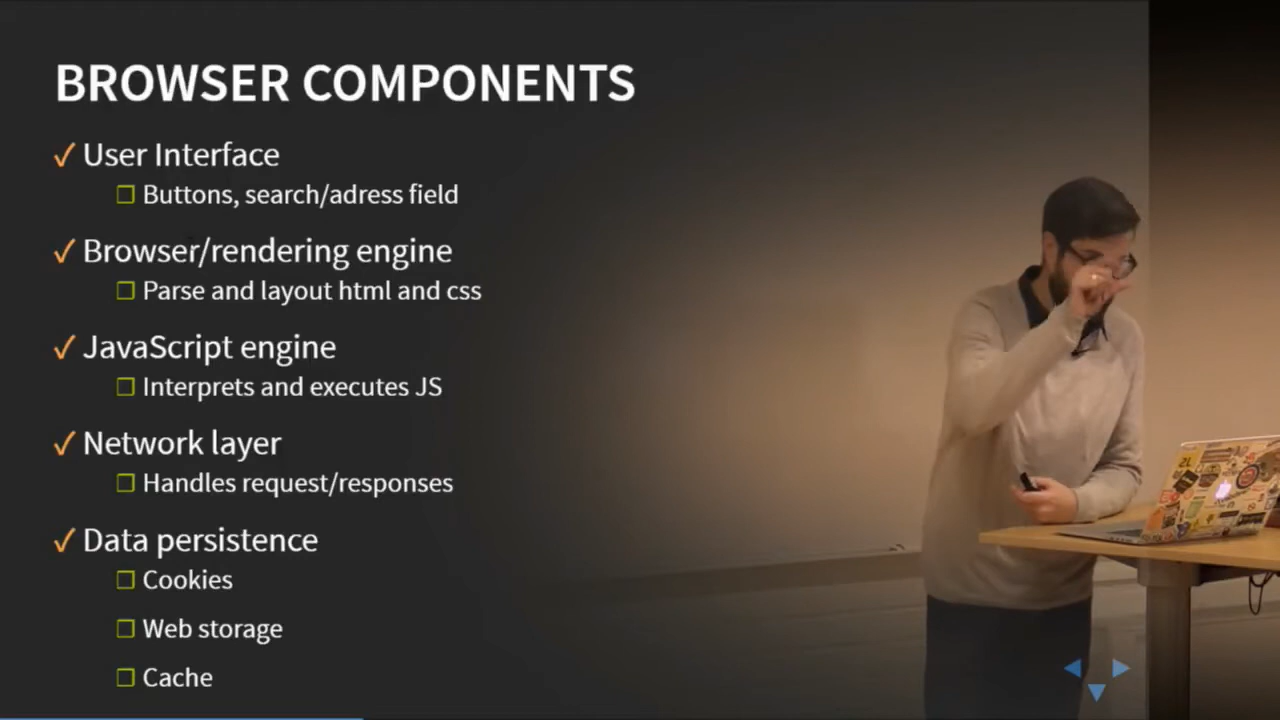 BROWSER COMPONENTS
✓ User Interface
❐ Buttons, search/adress field
✓ Browser/rendering engine
❐ Parse and layout html and css
✓ JavaScript engine
❐ Interprets and executes JS
✓ Network layer
❐ Handles request/responses
✓ Data persistence
❐ Cookies
❐ Web storage
❐ Cache